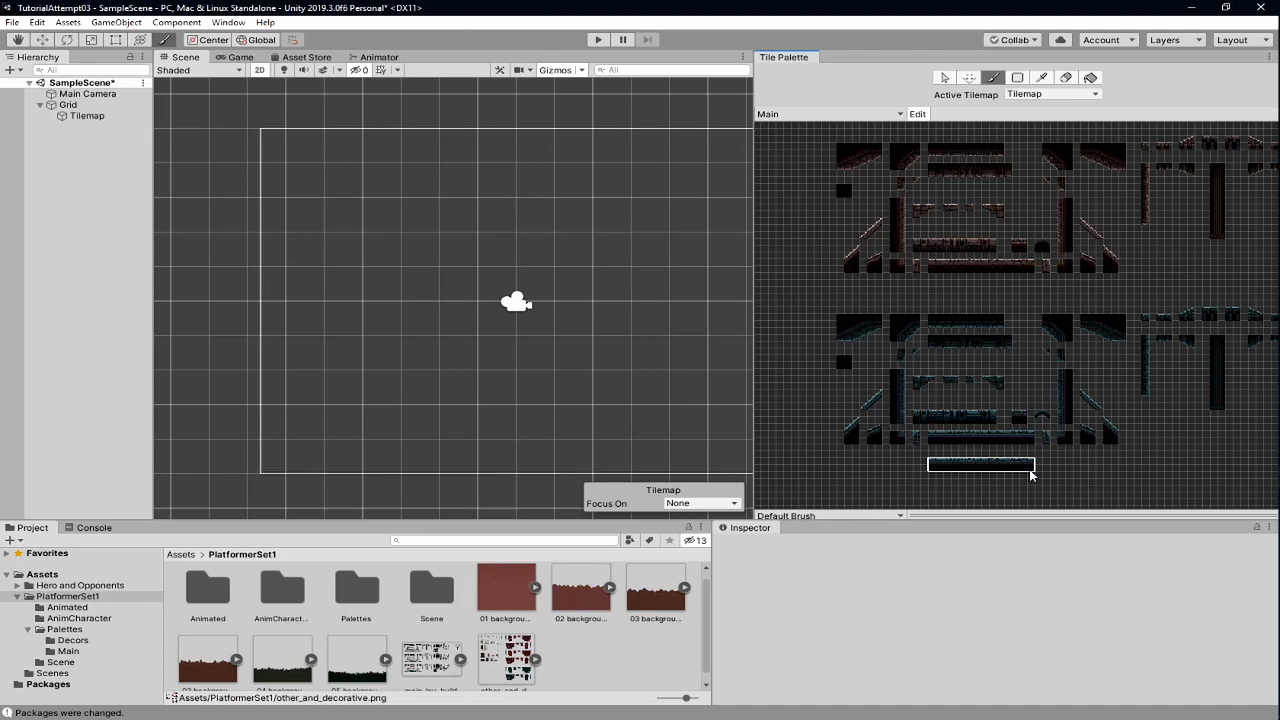 TutorialAttempt03 - SampleScene - PC, Mac & Linux Standalone - Unity 2019.3.0f6 Personal* <DX11>
File Edit Assets GameObject Component Window Help
Center Global Collab Account Layers Layout
Hierarchy Scene Game Asset Store Animator Tile Palette
All Shaded 2D 0 Gizmos All
SampleScene*
Main Camera
Grid
Tilemap
Active Tilemap Tilemap
Main Edit
Tilemap
Focus On None
Default Brush
Project Console Inspector
13
Favorites
Assets
Hero and Opponents
PlatformerSet1
Animated
AnimCharacter
Palettes
Decors
Main
Scene
Scenes
Packages
Assets > PlatformerSet1
Animated AnimCharact... Palettes Scene 01 backgrou... 02 backgrou... 03 backgrou...
Assets/PlatformerSet1/other_and_decorative.png
Packages were changed.